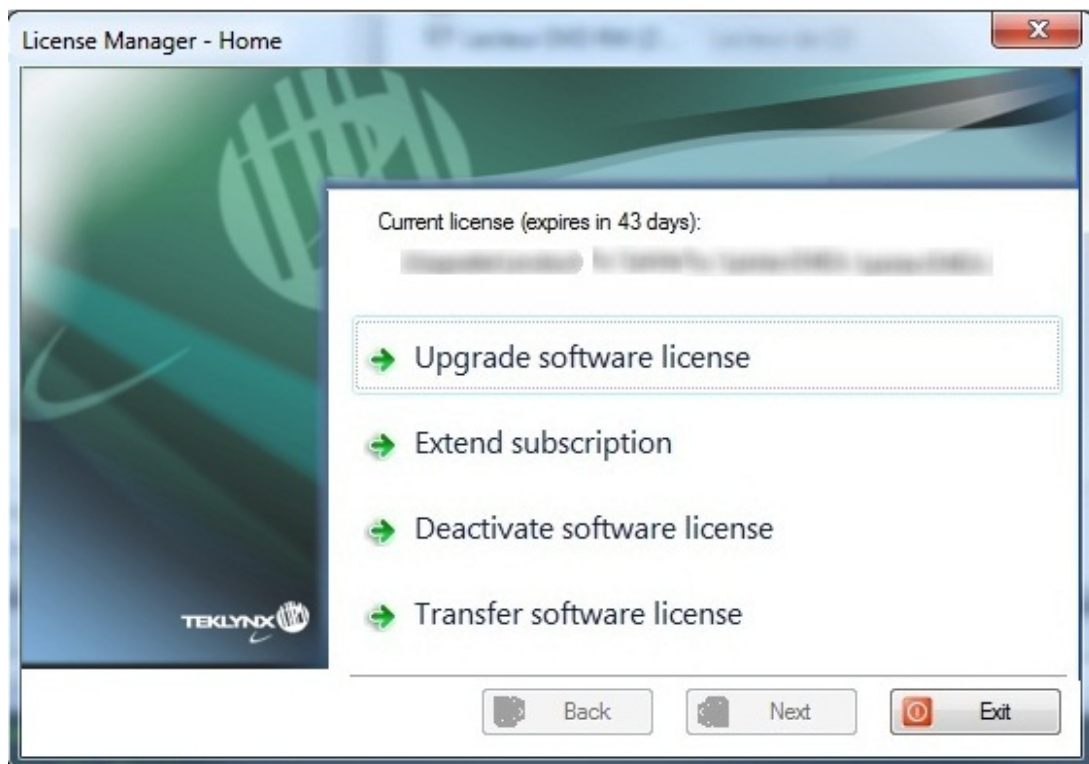 License Manager - Home
Current license (expires in 43 days):
Upgrade software license
Extend subscription
Deactivate software license
Transfer software license
TEKLYNX
Back
Next
Exit